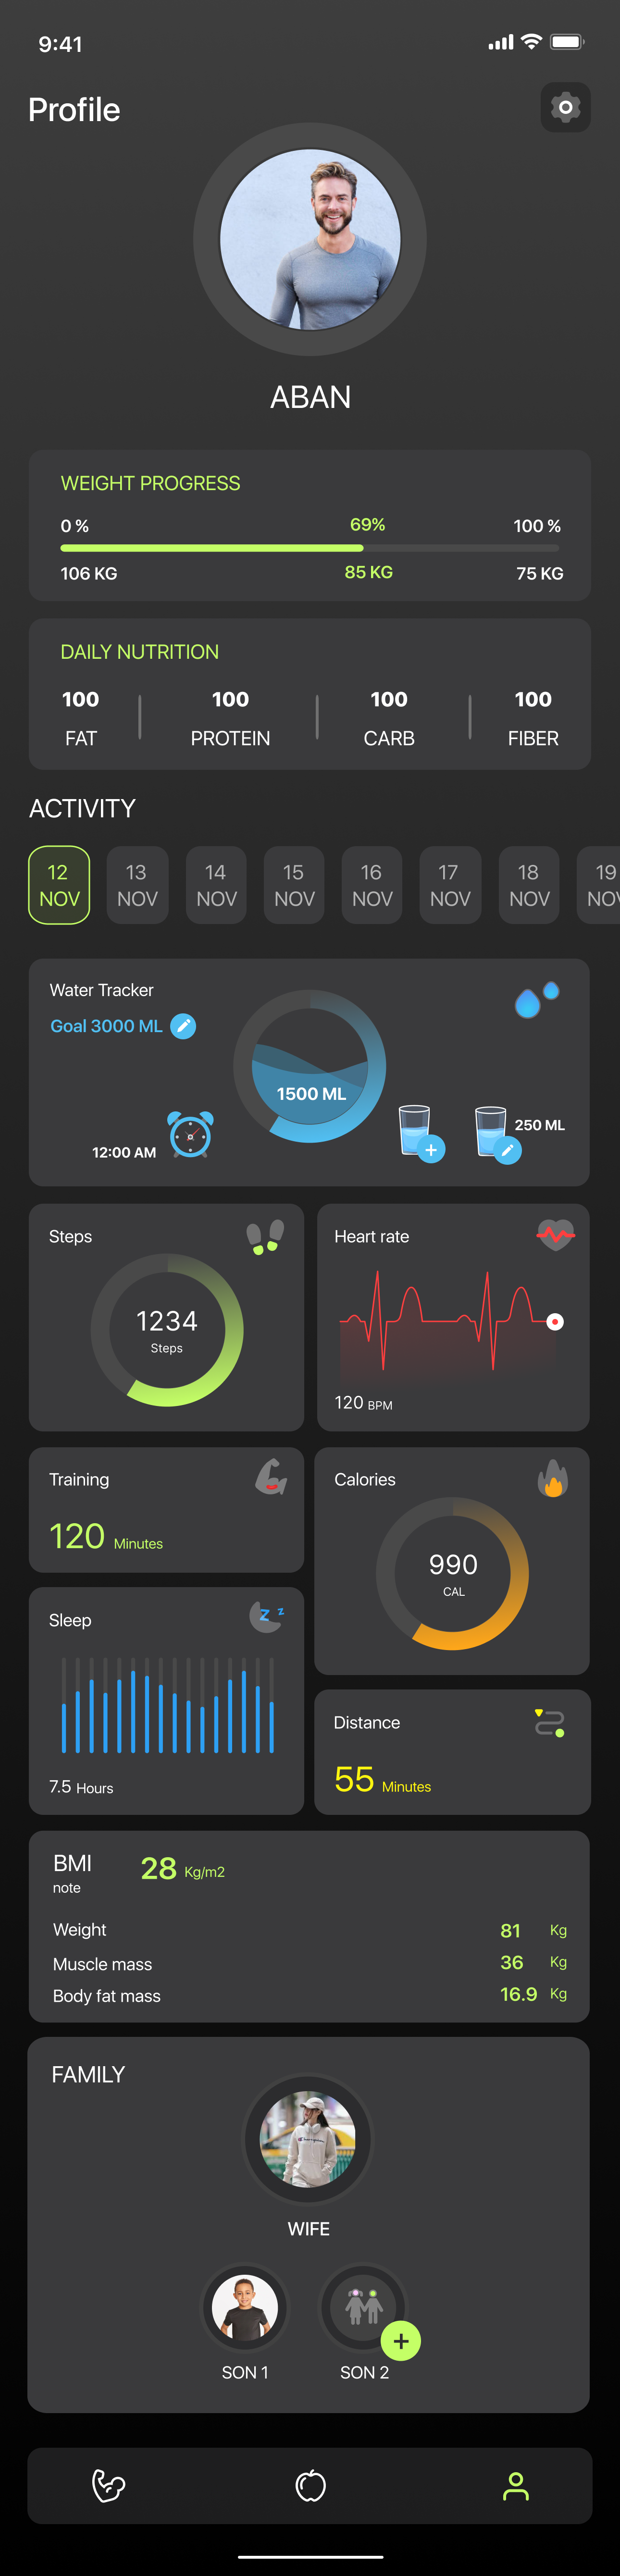 9:41
Profile
ABAN
WEIGHT PROGRESS
0 % 69% 100 %
106 KG 85 KG 75 KG
DAILY NUTRITION
100 100 100 100
FAT PROTEIN CARB FIBER
ACTIVITY
12 13 14 15 16 17 18 19
NOV NOV NOV NOV NOV NOV NOV NOV
Water Tracker
Goal 3000 ML
1500 ML
250 ML
12:00 AM
Steps
1234
Steps
Heart rate
120 BPM
Training
120 Minutes
Calories
990
CAL
Sleep
Z z
7.5 Hours
Distance
55 Minutes
BMI 28 Kg/m2
note
Weight 81 Kg
Muscle mass 36 Kg
Body fat mass 16.9 Kg
FAMILY
WIFE
SON 1 SON 2